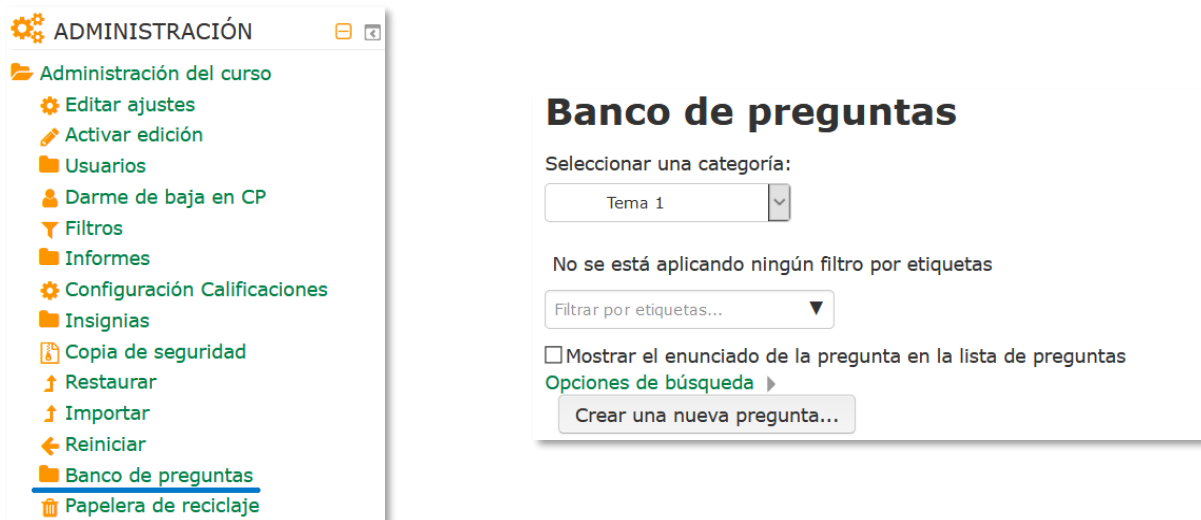 ADMINISTRACIÓN
Administración del curso
Editar ajustes
Activar edición
Usuarios
Darme de baja en CP
Filtros
Informes
Configuración Calificaciones
Insignias
Copia de seguridad
Restaurar
Importar
Reiniciar
Banco de preguntas
Papelera de reciclaje
Banco de preguntas
Seleccionar una categoría:
Tema 1
No se está aplicando ningún filtro por etiquetas
Filtrar por etiquetas...
Mostrar el enunciado de la pregunta en la lista de preguntas
Opciones de búsqueda
Crear una nueva pregunta...